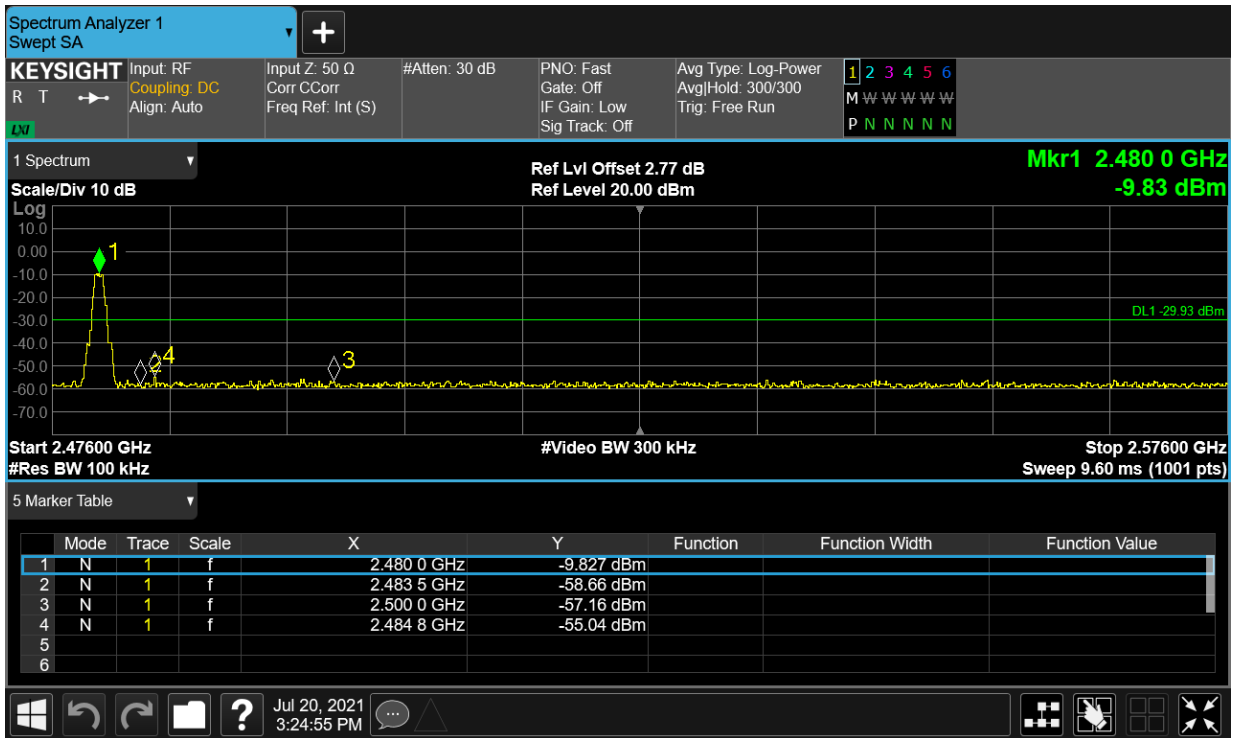 Spectrum Analyzer 1
Swept SA
KEYSIGHT
R T
LXI
Input: RF
Coupling: DC
Align: Auto
Input Z: 50 Ω
Corr CCorr
Freq Ref: Int (S)
#Atten: 30 dB
PNO: Fast
Gate: Off
IF Gain: Low
Sig Track: Off
Avg Type: Log-Power
Avg|Hold: 300/300
Trig: Free Run
1 2 3 4 5 6
M W W W W W
P N N N N N
1 Spectrum
Scale/Div 10 dB
Ref Lvl Offset 2.77 dB
Ref Level 20.00 dBm
Mkr1 2.480 0 GHz
-9.83 dBm
Log
10.0
0.00
-10.0
-20.0
-30.0
-40.0
-50.0
-60.0
-70.0
1
2
4
3
DL1 -29.93 dBm
Start 2.47600 GHz
#Res BW 100 kHz
#Video BW 300 kHz
Stop 2.57600 GHz
Sweep 9.60 ms (1001 pts)
5 Marker Table
Mode Trace Scale X Y Function Function Width Function Value
1 N 1 f 2.480 0 GHz -9.827 dBm
2 N 1 f 2.483 5 GHz -58.66 dBm
3 N 1 f 2.500 0 GHz -57.16 dBm
4 N 1 f 2.484 8 GHz -55.04 dBm
5
6
?
Jul 20, 2021
3:24:55 PM